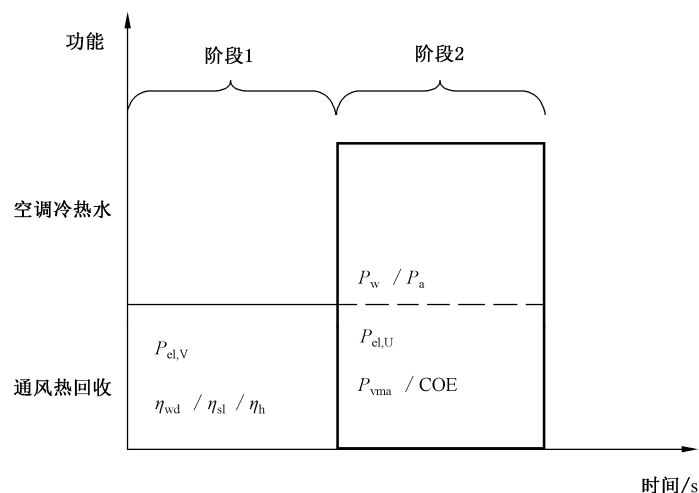 功能
阶段1
阶段2
空调冷热水
P_w / P_a
P_el,V
P_el,U
通风热回收
η_wd / η_sl / η_h
P_vma / COE
时间/s